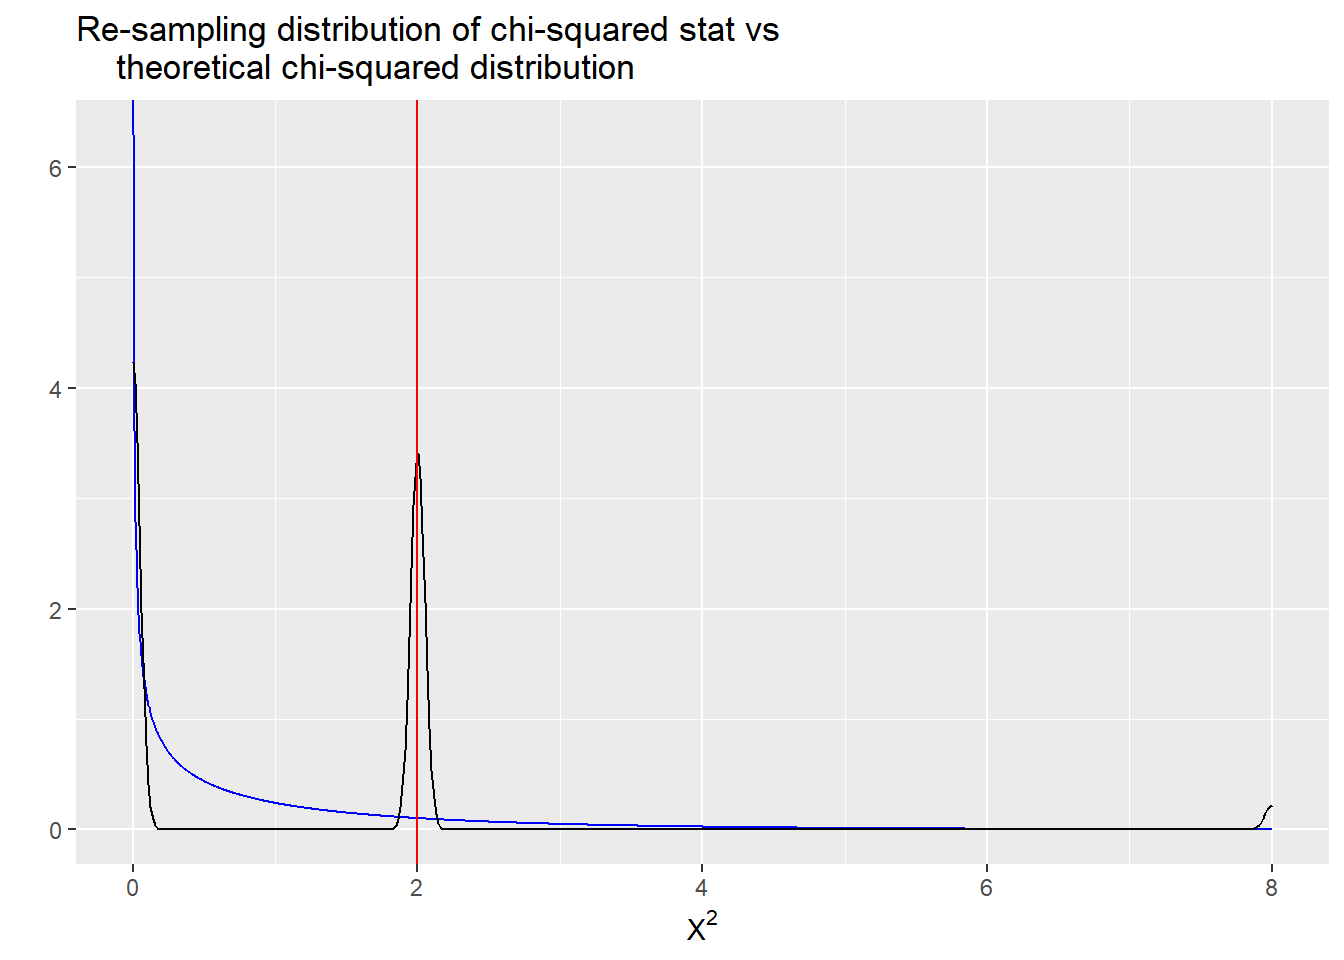 Re-sampling distribution of chi-squared stat vs
theoretical chi-squared distribution
6
4
2
0
0 2 4 6 8
X²